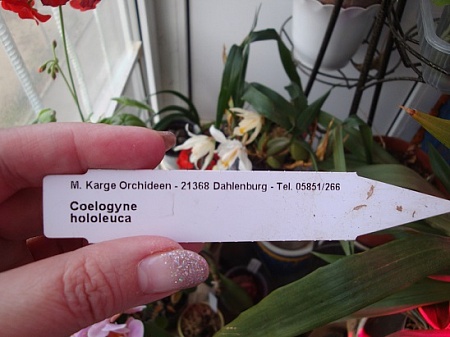 M. Karge Orchideen - 21368 Dahlenburg - Tel. 05851/266
Coelogyne
hololeuca